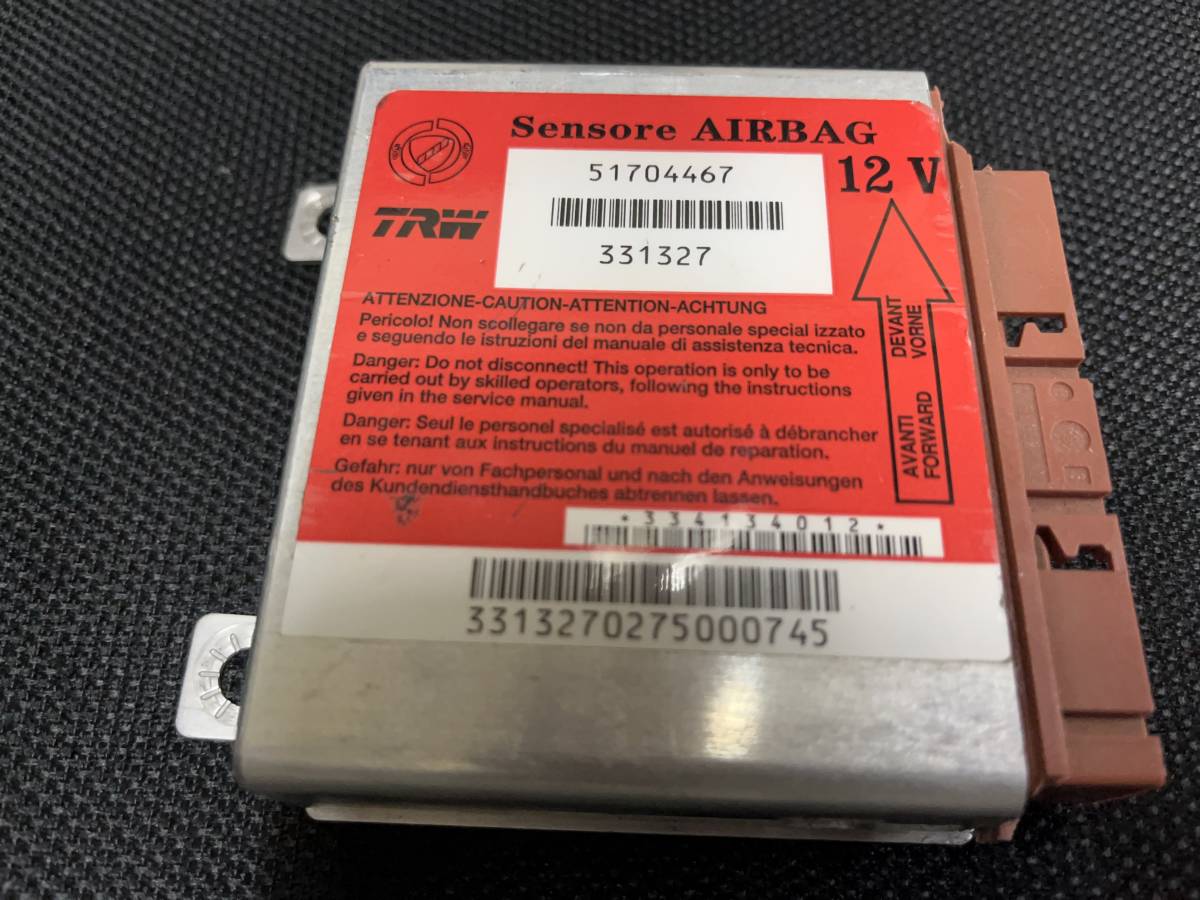 Sensore AIRBAG
12 V
51704467
331327
TRW
ATTENZIONE-CAUTION-ATTENTION-ACHTUNG
Pericolo! Non scollegare se non da personale special izzato
e seguendo le istruzioni del manuale di assistenza tecnica.
Danger: Do not disconnect! This operation is only to be
carried out by skilled operators, following the instructions
given in the service manual.
Danger: Seul le personel specialisé est autorisé à débrancher
en se tenant aux instructions du manuel de reparation.
Gefahr: nur von Fachpersonal und nach den Anweisungen
des Kundendiensthandbuches abtrennen lassen.
AVANTI DEVANT
FORWARD VORNE
*334134012*
3313270275000745